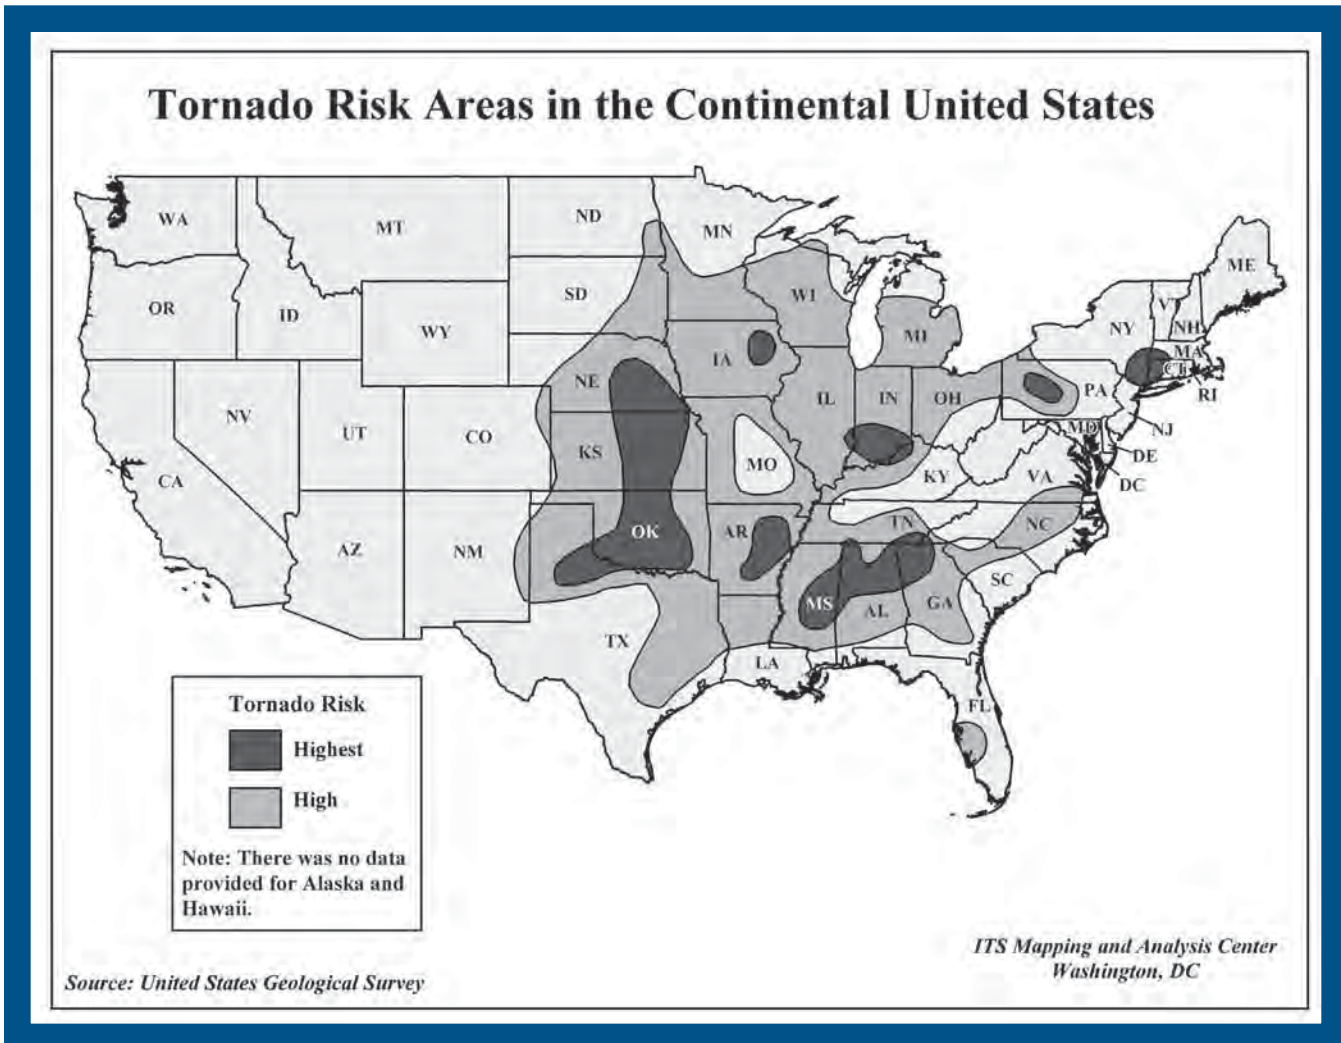 Tornado Risk Areas in the Continental United States
WA
MT
ND
MN
ME
OR
ID
WY
SD
WI
MI
NY
VT
NH
MA
CT
RI
NV
UT
CO
NE
IA
IL
IN
OH
PA
NJ
CA
KS
MO
KY
MD
DE
VA
DC
AZ
NM
OK
AR
TN
NC
SC
TX
MS
AL
GA
LA
FL
Tornado Risk
Highest
High
Note: There was no data
provided for Alaska and
Hawaii.
ITS Mapping and Analysis Center
Washington, DC
Source: United States Geological Survey